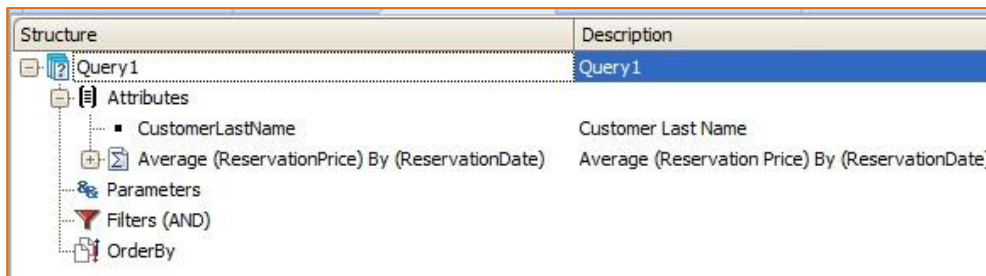 Structure Description
Query1 Query1
Attributes
CustomerLastName Customer Last Name
Average (ReservationPrice) By (ReservationDate) Average (Reservation Price) By (ReservationDate)
Parameters
Filters (AND)
OrderBy